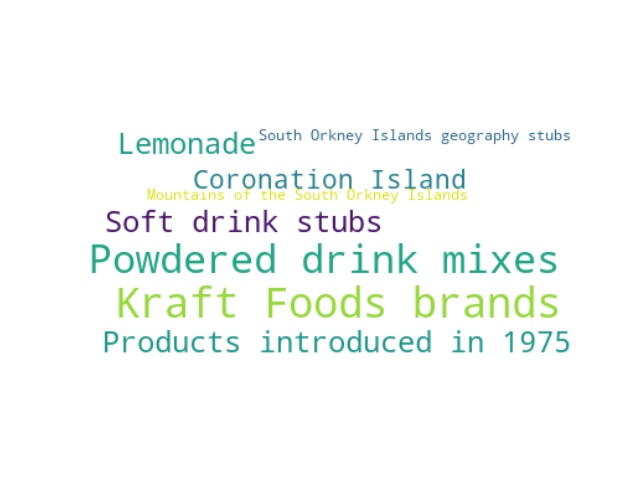 Lemonade
South Orkney Islands geography stubs
Coronation Island
Mountains of the South Orkney Islands
Soft drink stubs
Powdered drink mixes
Kraft Foods brands
Products introduced in 1975